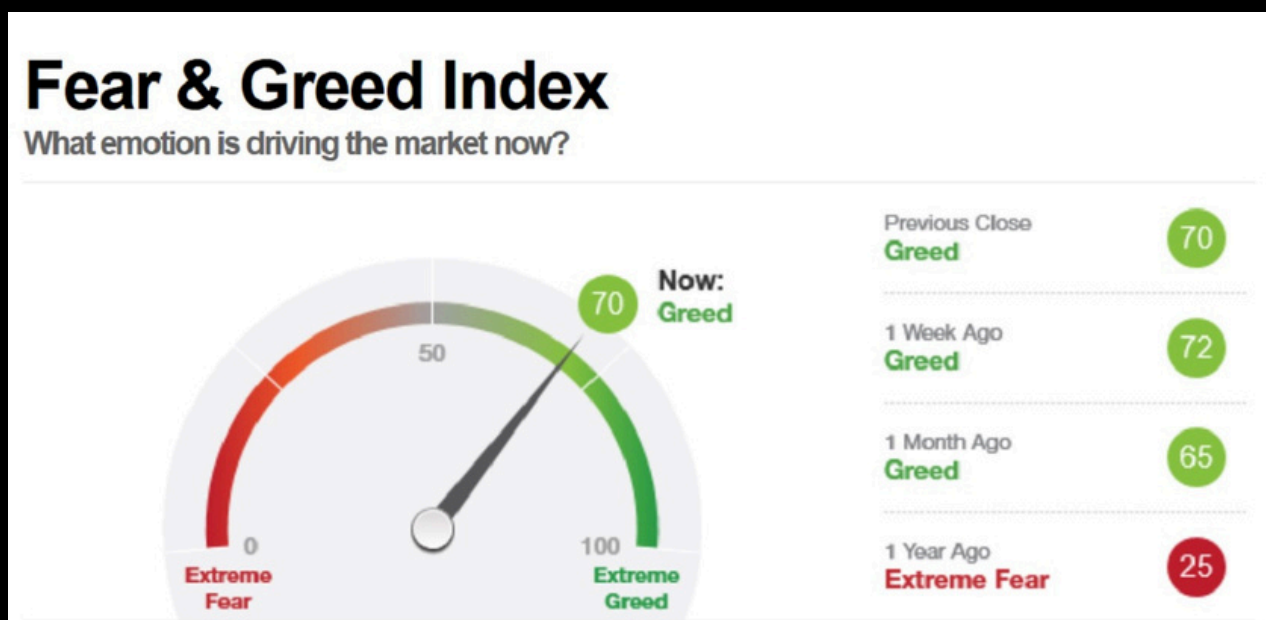 Fear & Greed Index
What emotion is driving the market now?
70
Now:
Greed
50
0
100
Extreme
Fear
Extreme
Greed
Previous Close
Greed
70
1 Week Ago
Greed
72
1 Month Ago
Greed
65
1 Year Ago
Extreme Fear
25